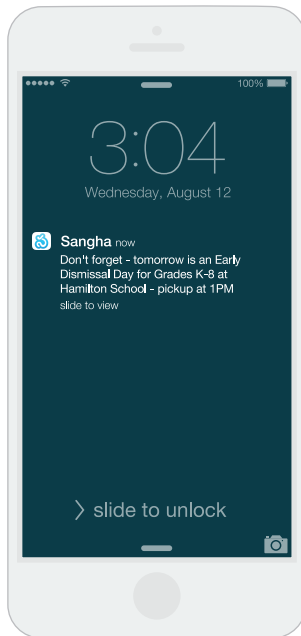 100%
3:04
Wednesday, August 12
Sangha now
Don't forget - tomorrow is an Early
Dismissal Day for Grades K-8 at
Hamilton School - pickup at 1PM
slide to view
> slide to unlock